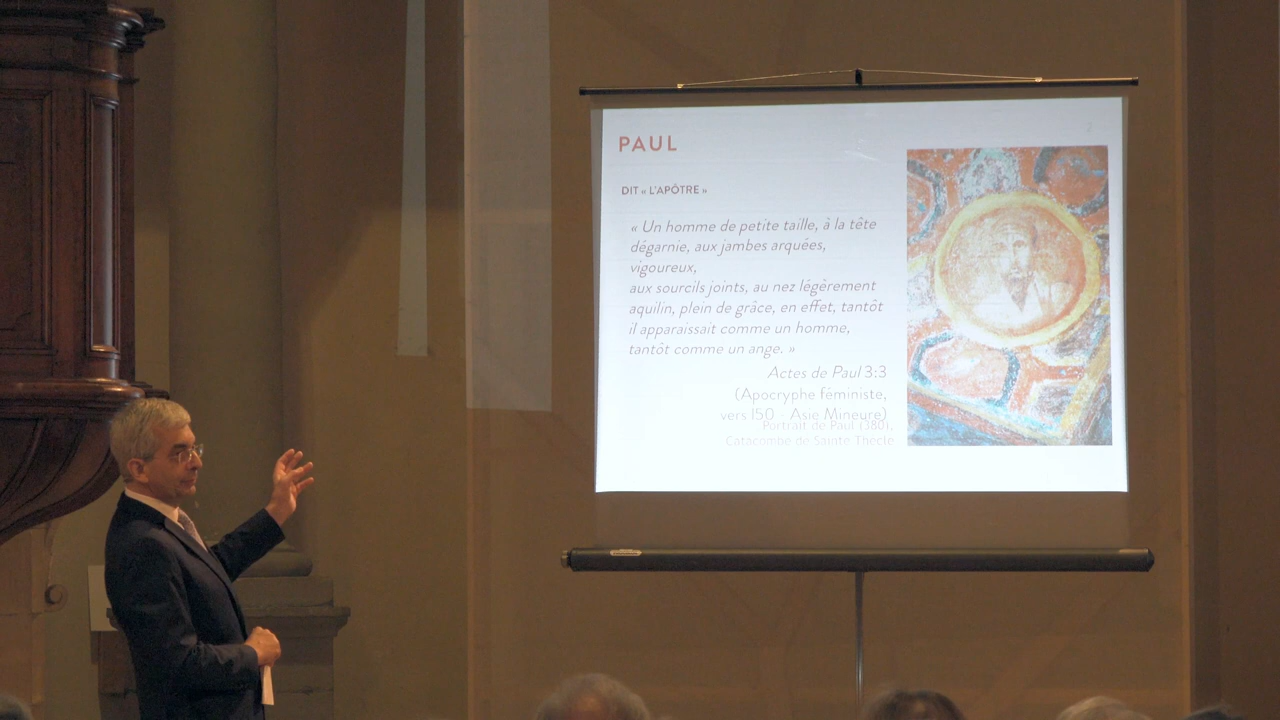 PAUL
DIT « L'APÔTRE »
« Un homme de petite taille, à la tête
dégarnie, aux jambes arquées,
vigoureux,
aux sourcils joints, au nez légèrement
aquilin, plein de grâce, en effet, tantôt
il apparaissait comme un homme,
tantôt comme un ange. »
Actes de Paul 3:3
(Apocryphe féministe,
vers 150 - Asie Mineure)
Portrait de Paul (380).
Catacombe de Sainte Thècle